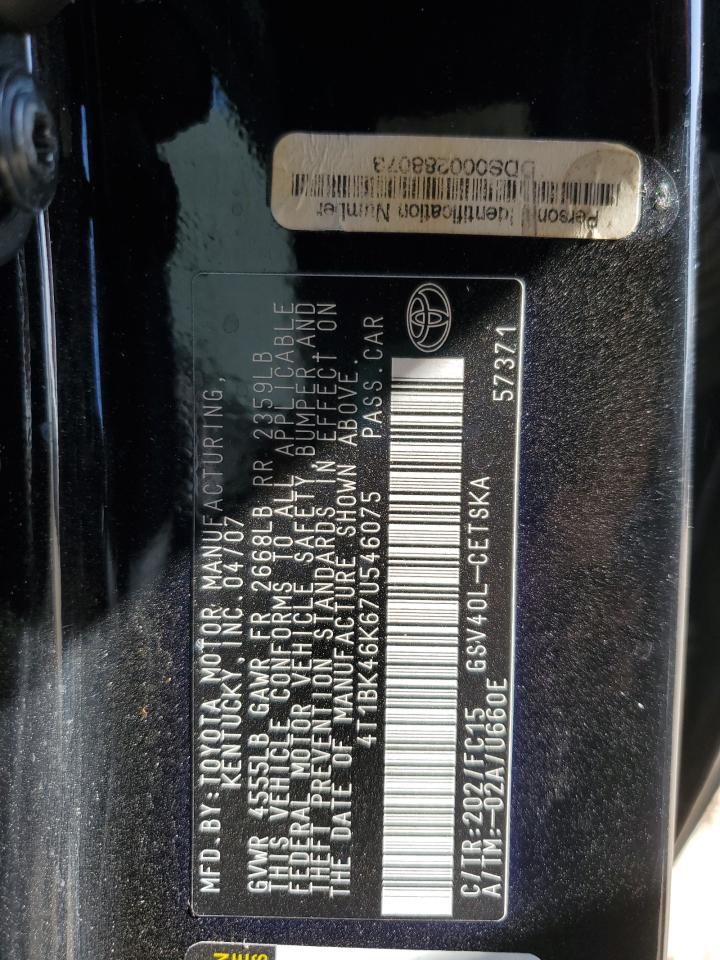 Personal Identification Number
DDS000288073
MFD.BY:TOYOTA MOTOR MANUFACTURING,
KENTUCKY, INC. 04/07
GVWR 4555LB GAWR FR 2668LB RR 2359LB
THIS VEHICLE CONFORMS TO ALL APPLICABLE
FEDERAL MOTOR VEHICLE SAFETY BUMPER,AND
THEFT PREVENTION STANDARDS IN EFFECT ON
THE DATE OF MANUFACTURE SHOWN ABOVE.
4T1BK46K67U546075 PASS.CAR
C/TR:202/FC15 GSV40L-CETSKA
A/TM:-02A/U660E 57371